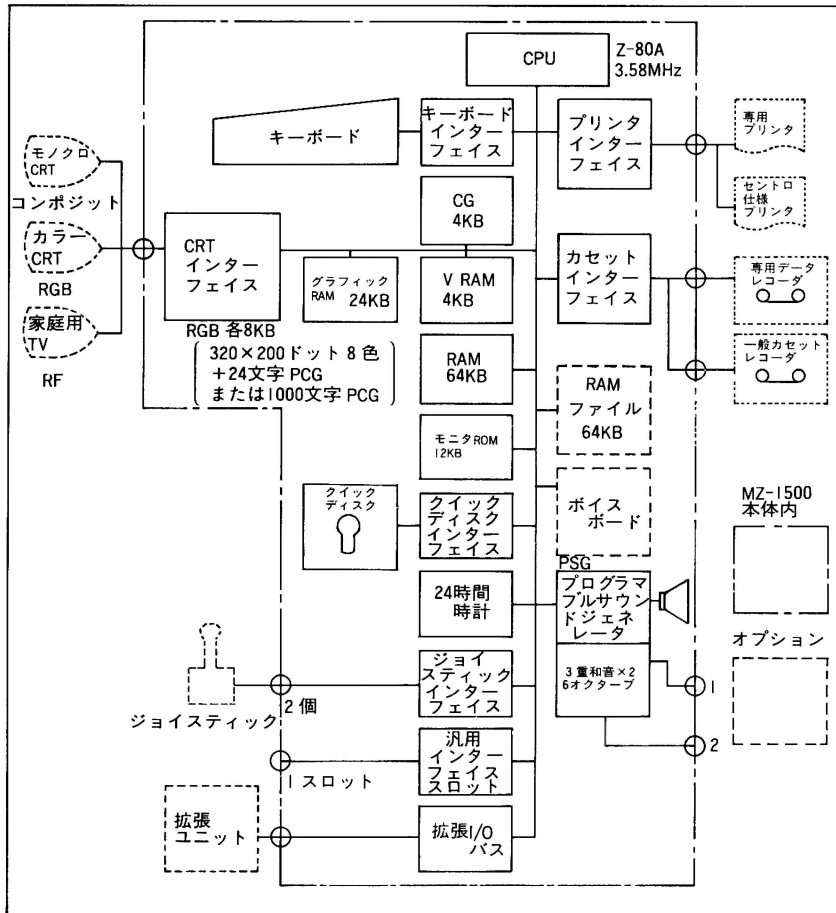 CPU
Z-80A
3.58MHz
キーボード
キーボード
インター
フェイス
プリンタ
インター
フェイス
専用
プリンタ
セントロ
仕様
プリンタ
モノクロ
CRT
コンポジット
カラー
CRT
RGB
家庭用
TV
RF
CRT
インター
フェイス
CG
4KB
グラフィック
RAM 24KB
V RAM
4KB
カセット
インター
フェイス
専用データ
レコーダ
一般カセット
レコーダ
RGB 各8KB
320×200ドット 8色
+24文字 PCG
または1000文字 PCG
RAM
64KB
RAM
ファイル
64KB
モニタROM
12KB
クイック
ディスク
クイック
ディスク
インター
フェイス
ボイス
ボード
MZ-1500
本体内
24時間
時計
PSG
プログラマ
ブルサウン
ドジェネ
レータ
3重和音×2
6オクターブ
1
2
オプション
ジョイスティック
2個
ジョイ
スティック
インター
フェイス
1スロット
汎用
インター
フェイス
スロット
拡張
ユニット
拡張I/O
バス